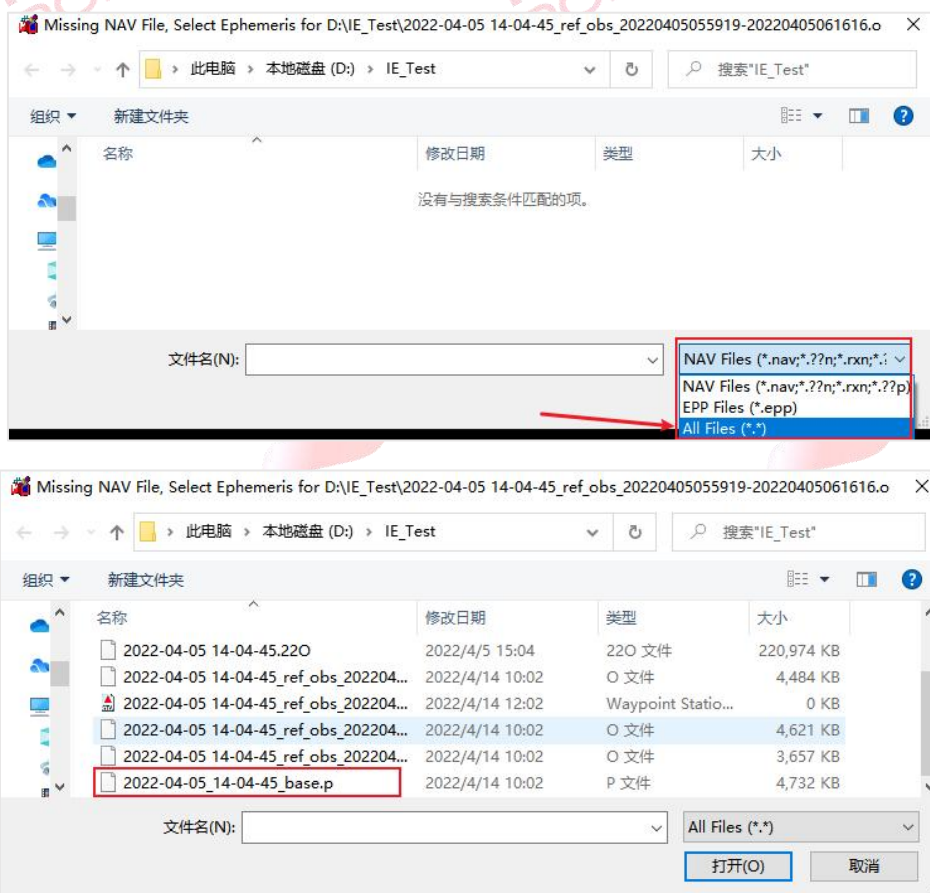 Missing NAV File, Select Ephemeris for D:\IE_Test\2022-04-05 14-04-45_ref_obs_20220405055919-20220405061616.o
此电脑 › 本地磁盘 (D:) › IE_Test
搜索"IE_Test"
组织 新建文件夹
名称 修改日期 类型 大小
没有与搜索条件匹配的项。
文件名(N): NAV Files (*.nav;*.??n;*.rxn;*.?
NAV Files (*.nav;*.??n;*.rxn;*.??p)
EPP Files (*.epp)
All Files (*.*)
Missing NAV File, Select Ephemeris for D:\IE_Test\2022-04-05 14-04-45_ref_obs_20220405055919-20220405061616.o
此电脑 › 本地磁盘 (D:) › IE_Test
搜索"IE_Test"
组织 新建文件夹
名称 修改日期 类型 大小
2022-04-05 14-04-45.22O 2022/4/5 15:04 22O 文件 220,974 KB
2022-04-05 14-04-45_ref_obs_202204... 2022/4/14 10:02 O 文件 4,484 KB
2022-04-05 14-04-45_ref_obs_202204... 2022/4/14 12:02 Waypoint Statio... 0 KB
2022-04-05 14-04-45_ref_obs_202204... 2022/4/14 10:02 O 文件 4,621 KB
2022-04-05 14-04-45_ref_obs_202204... 2022/4/14 10:02 O 文件 3,657 KB
2022-04-05_14-04-45_base.p 2022/4/14 10:02 P 文件 4,732 KB
文件名(N): All Files (*.*)
打开(O) 取消